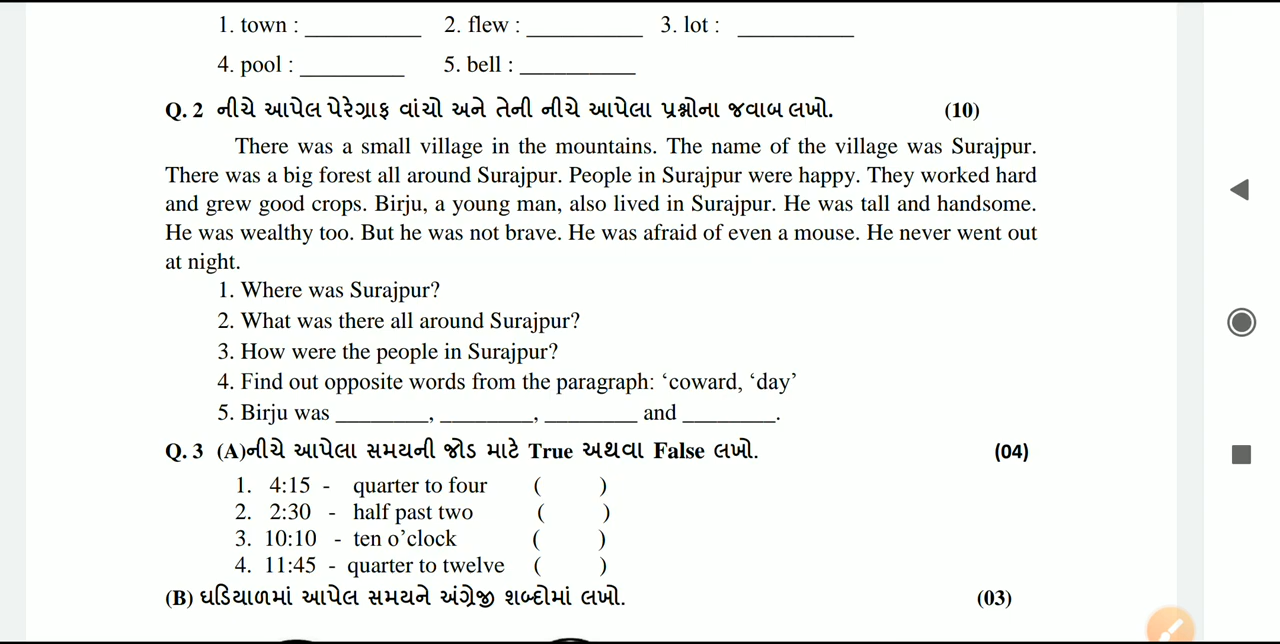 1. town : __________ 2. flew : __________ 3. lot : __________
4. pool : _________ 5. bell : __________
Q. 2 નીચે આપેલ પેરેગ્રાફ વાંચો અને તેની નીચે આપેલા પ્રશ્નોના જવાબ લખો. (10)
There was a small village in the mountains. The name of the village was Surajpur.
There was a big forest all around Surajpur. People in Surajpur were happy. They worked hard
and grew good crops. Birju, a young man, also lived in Surajpur. He was tall and handsome.
He was wealthy too. But he was not brave. He was afraid of even a mouse. He never went out
at night.
1. Where was Surajpur?
2. What was there all around Surajpur?
3. How were the people in Surajpur?
4. Find out opposite words from the paragraph: ‘coward, ‘day’
5. Birju was ________, ________, ________ and ________.
Q. 3 (A)નીચે આપેલા સમયની જોડ માટે True અથવા False લખો. (04)
1. 4:15 - quarter to four ( )
2. 2:30 - half past two ( )
3. 10:10 - ten o’clock ( )
4. 11:45 - quarter to twelve ( )
(B) ઘડિયાળમાં આપેલ સમયને અંગ્રેજી શબ્દોમાં લખો. (03)